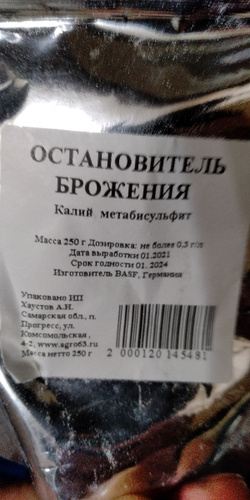 ОСТАНОВИТЕЛЬ
БРОЖЕНИЯ
Калий метабисульфит
Масса 250 г Дозировка: не более 0,3 г/л
Дата выработки 01.2021
Срок годности 01. 2024
Изготовитель BASF, Германия
Упаковано ИП
Хаустов А.Н.
Самарская обл., п.
Прогресс, ул.
Комсомольская ,
4-2, www.agro63.ru
Масса нетто 250 г
2 000120 145481